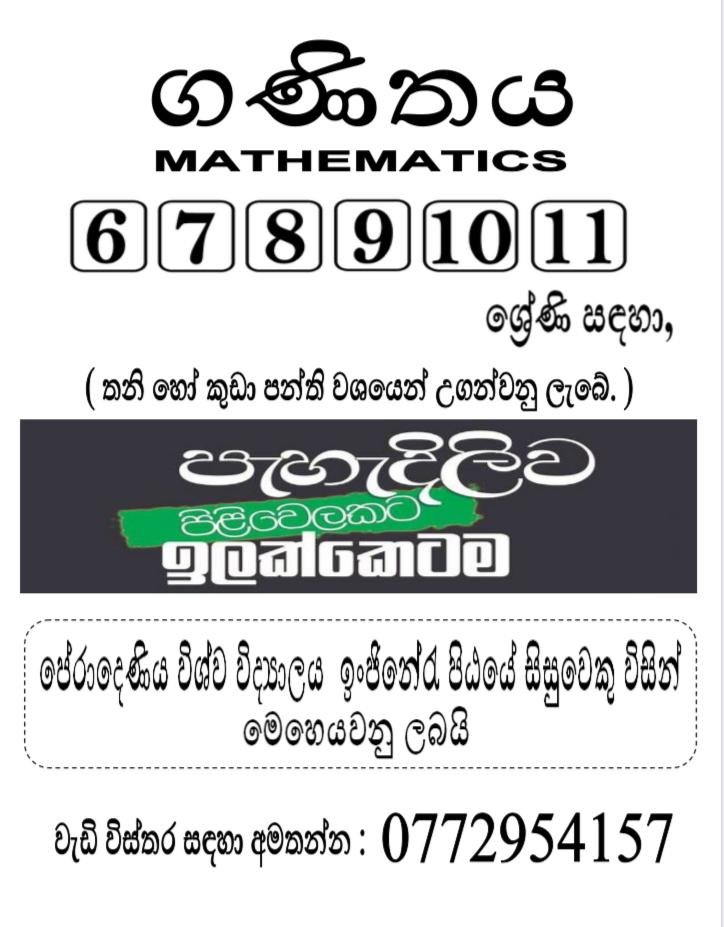 ගණිතය
MATHEMATICS
6 7 8 9 10 11
ශ්‍රේණි සඳහා,
( තනි හෝ කුඩා පන්ති වශයෙන් උගන්වනු ලැබේ. )
පැහැදිලිව
පිළිවෙලකට
ඉලක්කෙටම
පේරාදෙණිය විශ්ව විද්‍යාලය ඉංජිනේරු පීඨයේ සිසුවෙකු විසින්
මෙහෙයවනු ලබයි
වැඩි විස්තර සඳහා අමතන්න : 0772954157